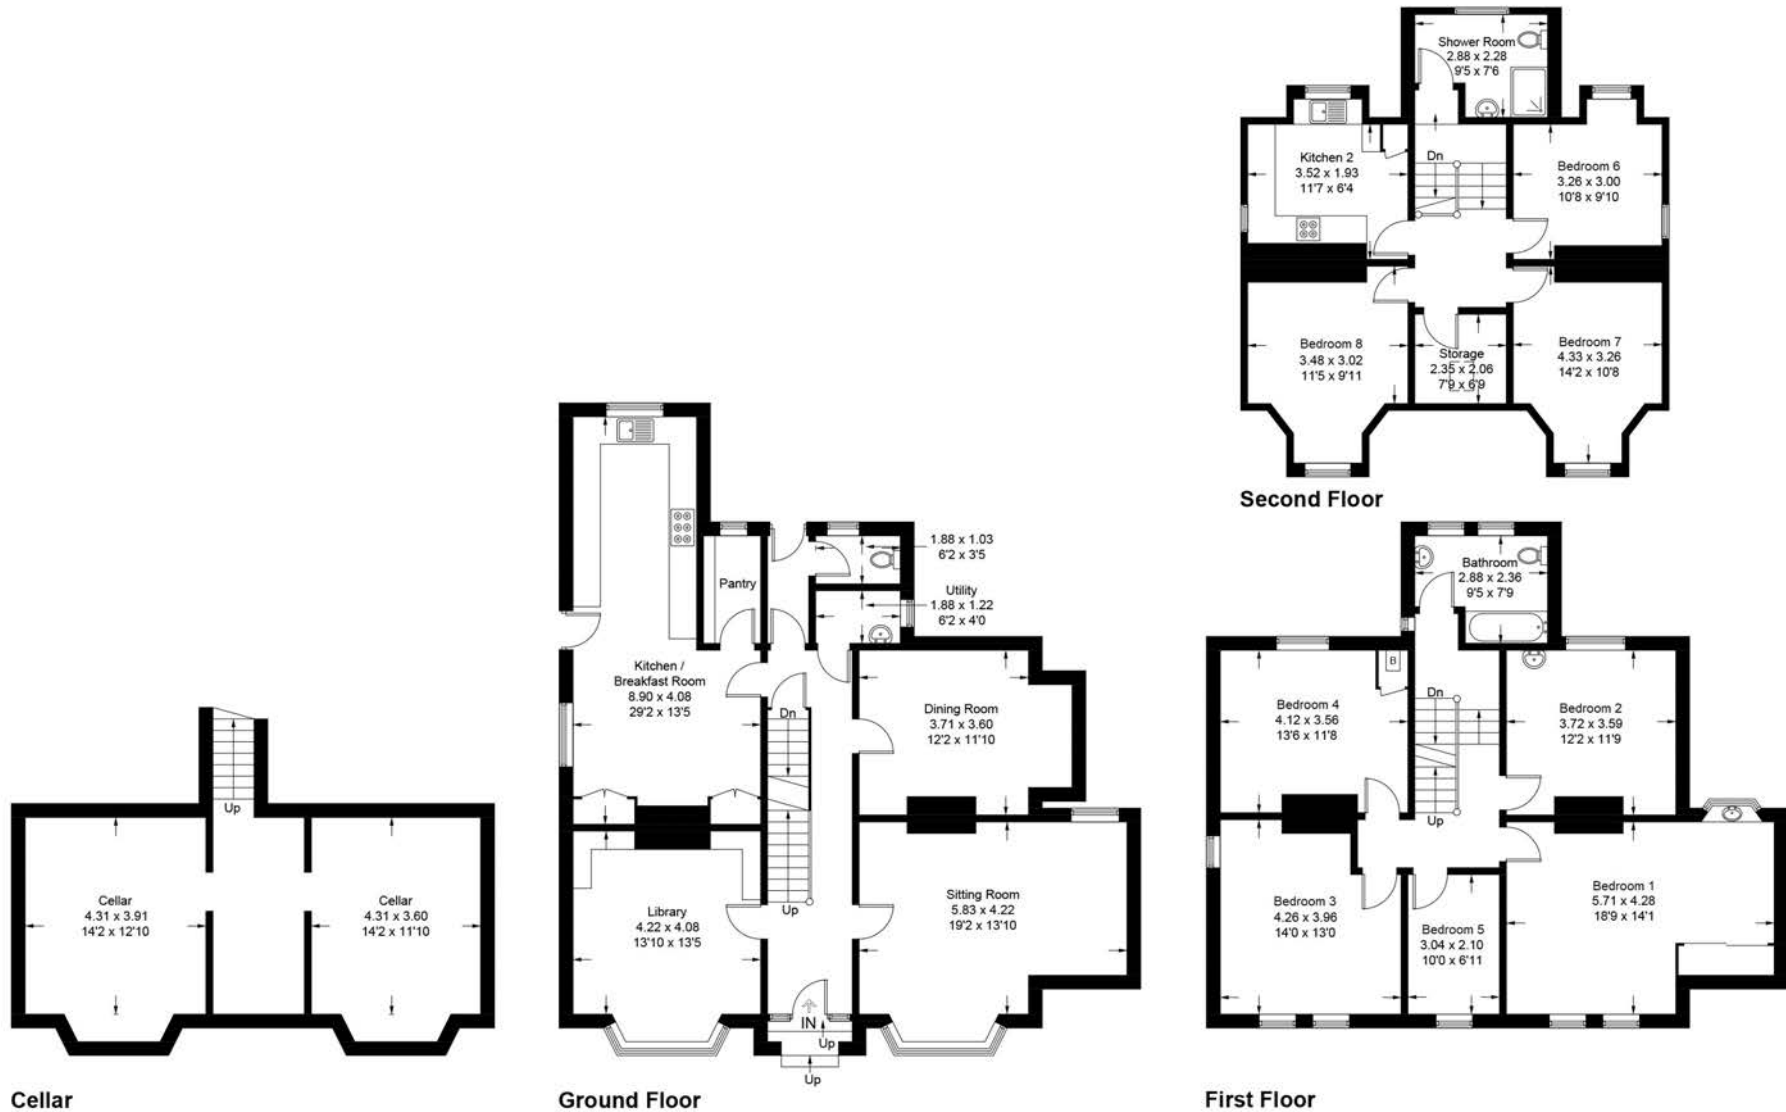 Shower Room
2.88 x 2.28
9'5 x 7'6
Kitchen 2
3.52 x 1.93
11'7 x 6'4
Dn
Bedroom 6
3.26 x 3.00
10'8 x 9'10
Bedroom 8
3.48 x 3.02
11'5 x 9'11
Storage
2.35 x 2.06
7'9 x 6'9
Bedroom 7
4.33 x 3.26
14'2 x 10'8
Second Floor
Cellar
4.31 x 3.91
14'2 x 12'10
Up
Cellar
4.31 x 3.60
14'2 x 11'10
Cellar
1.88 x 1.03
6'2 x 3'5
Pantry
Utility
1.88 x 1.22
6'2 x 4'0
Kitchen /
Breakfast Room
8.90 x 4.08
29'2 x 13'5
Dn
Dining Room
3.71 x 3.60
12'2 x 11'10
Library
4.22 x 4.08
13'10 x 13'5
Up
Sitting Room
5.83 x 4.22
19'2 x 13'10
IN
Up
Up
Ground Floor
Bathroom
2.88 x 2.36
9'5 x 7'9
B
Bedroom 4
4.12 x 3.56
13'6 x 11'8
Dn
Bedroom 2
3.72 x 3.59
12'2 x 11'9
Up
Bedroom 3
4.26 x 3.96
14'0 x 13'0
Bedroom 5
3.04 x 2.10
10'0 x 6'11
Bedroom 1
5.71 x 4.28
18'9 x 14'1
First Floor